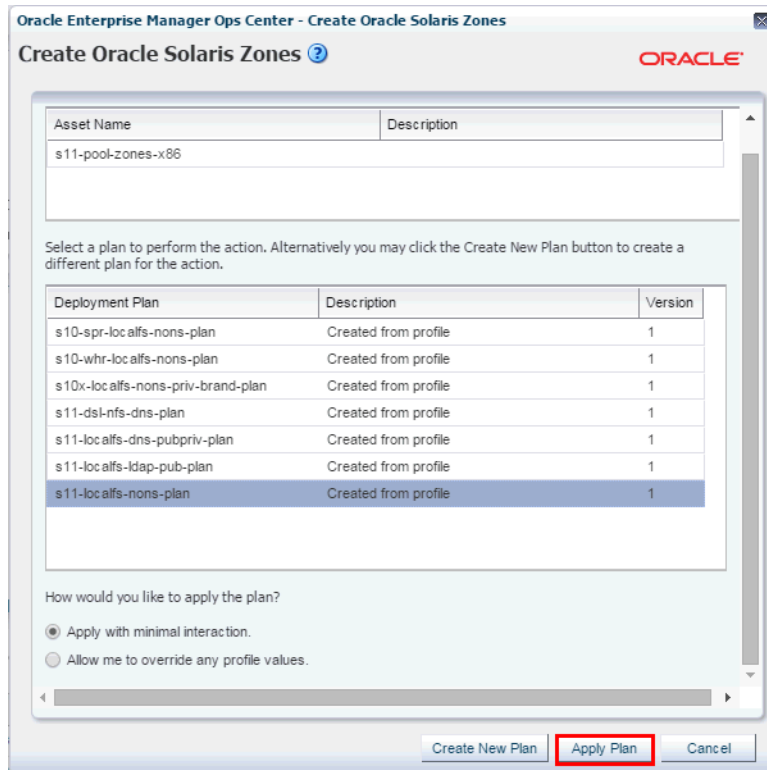 Oracle Enterprise Manager Ops Center - Create Oracle Solaris Zones
Create Oracle Solaris Zones ?
ORACLE
Asset Name Description
s11-pool-zones-x86
Select a plan to perform the action. Alternatively you may click the Create New Plan button to create a
different plan for the action.
Deployment Plan Description Version
s10-spr-localfs-nons-plan Created from profile 1
s10-whr-localfs-nons-plan Created from profile 1
s10x-localfs-nons-priv-brand-plan Created from profile 1
s11-dsl-nfs-dns-plan Created from profile 1
s11-localfs-dns-pubpriv-plan Created from profile 1
s11-localfs-ldap-pub-plan Created from profile 1
s11-localfs-nons-plan Created from profile 1
How would you like to apply the plan?
Apply with minimal interaction.
Allow me to override any profile values.
Create New Plan Apply Plan Cancel